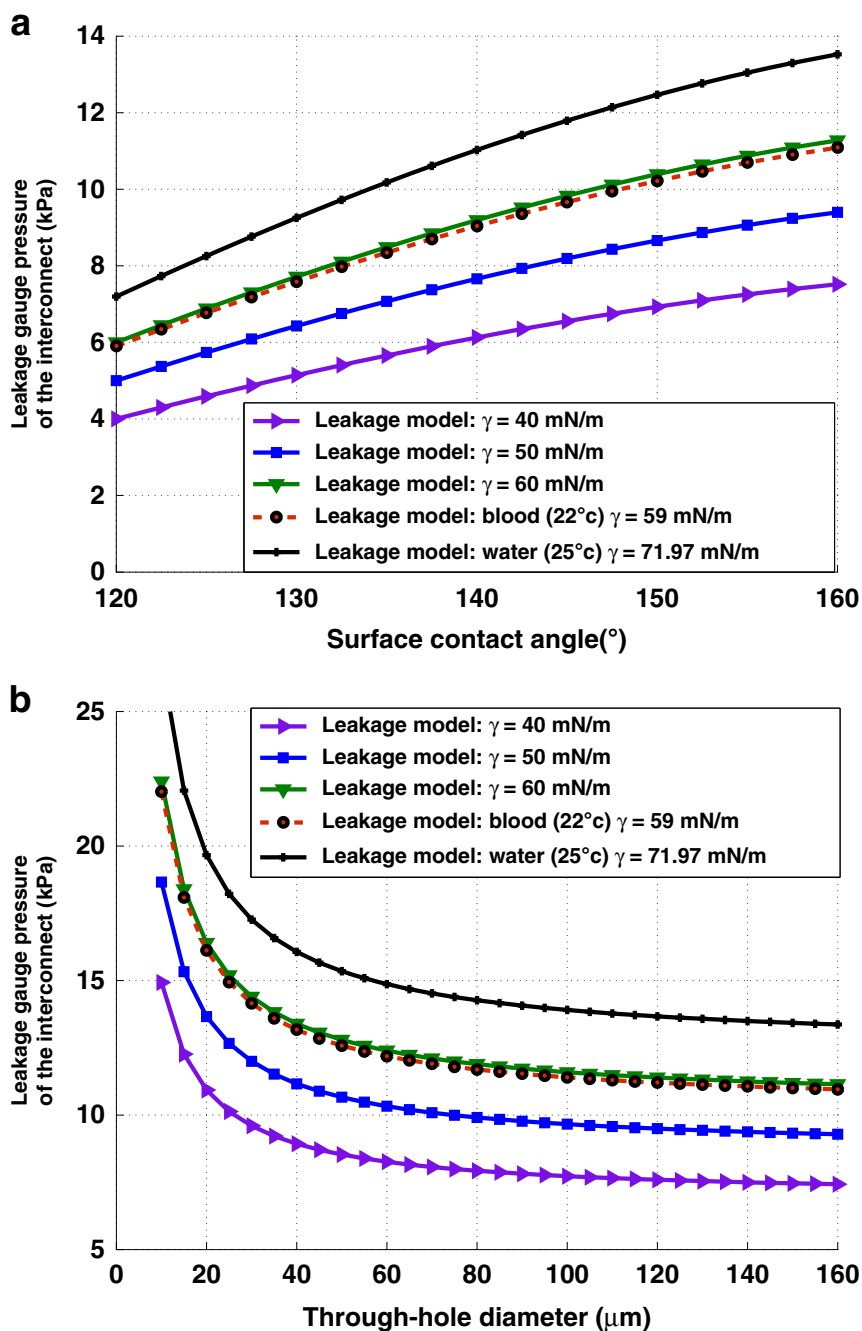 a
14
12
10
8
6
4
2
0
Leakage gauge pressure
of the interconnect (kPa)
Leakage model: γ = 40 mN/m
Leakage model: γ = 50 mN/m
Leakage model: γ = 60 mN/m
Leakage model: blood (22°c) γ = 59 mN/m
Leakage model: water (25°c) γ = 71.97 mN/m
120 130 140 150 160
Surface contact angle(°)
b
25
20
15
10
5
Leakage gauge pressure
of the interconnect (kPa)
Leakage model: γ = 40 mN/m
Leakage model: γ = 50 mN/m
Leakage model: γ = 60 mN/m
Leakage model: blood (22°c) γ = 59 mN/m
Leakage model: water (25°c) γ = 71.97 mN/m
0 20 40 60 80 100 120 140 160
Through-hole diameter (μm)